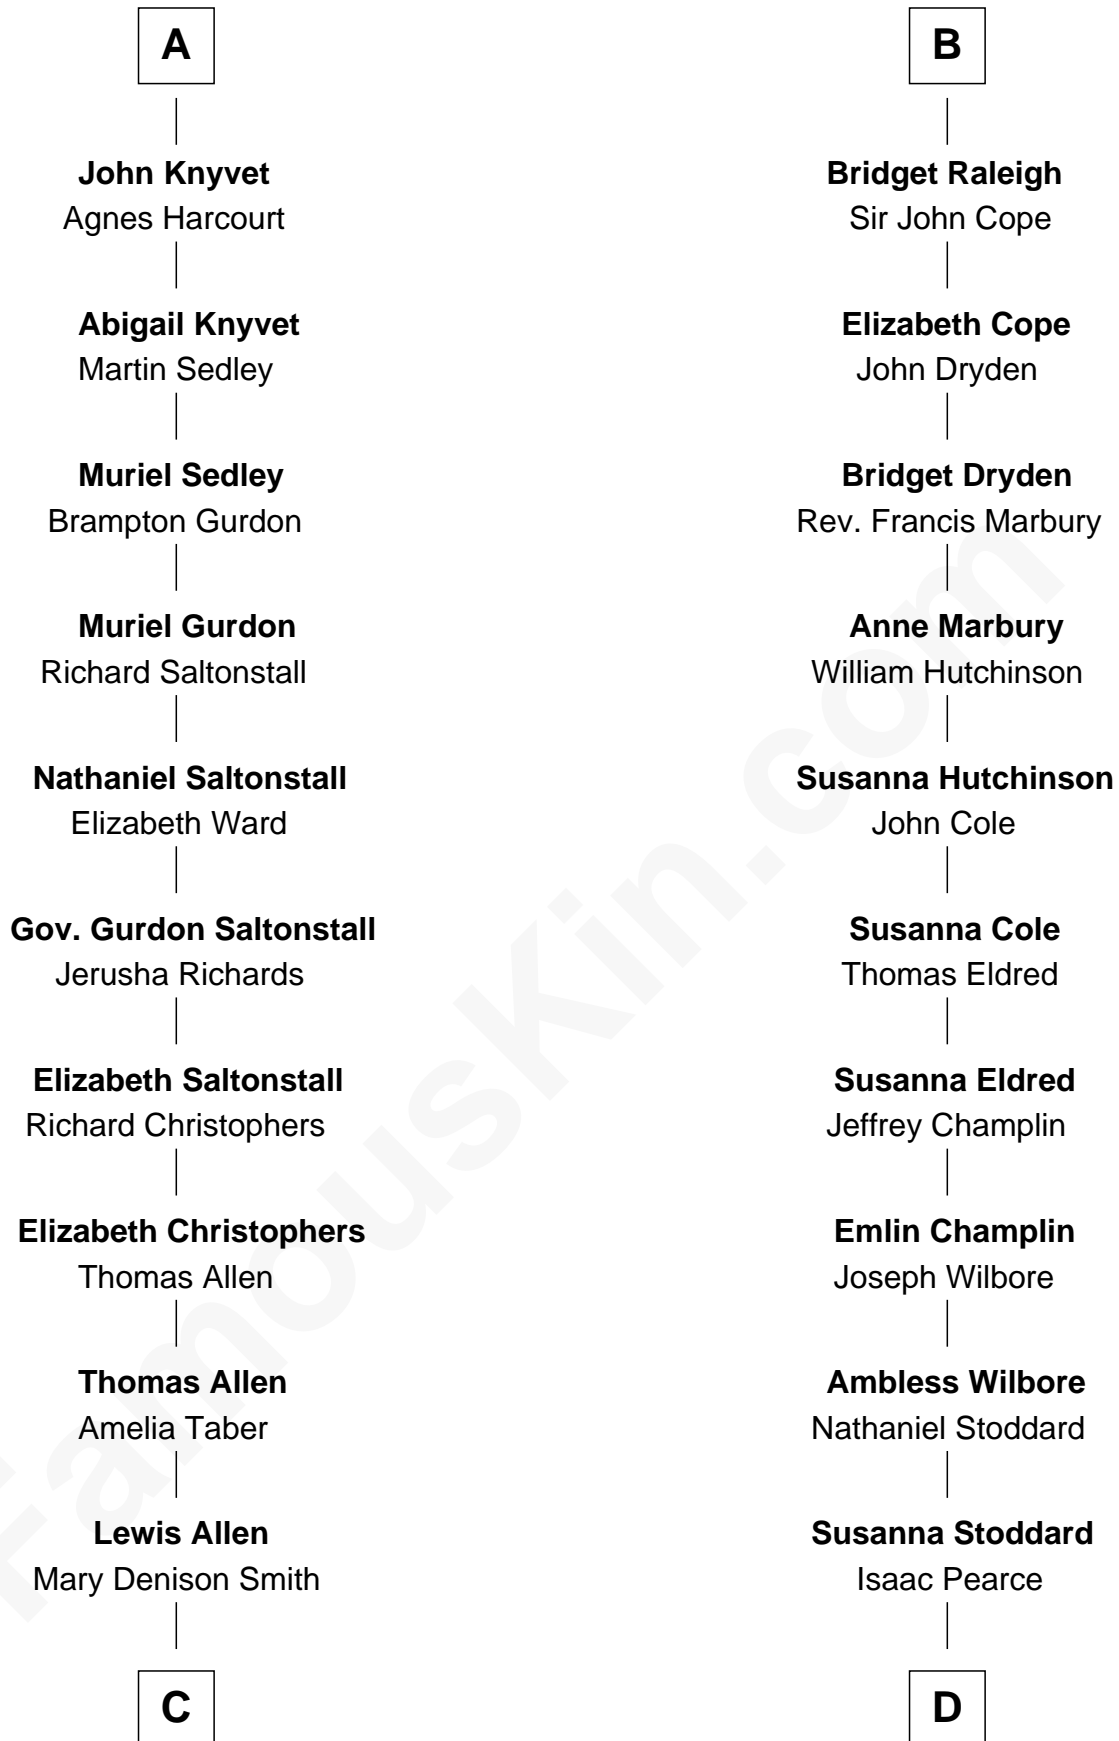 A
John Knyvet
Agnes Harcourt
Abigail Knyvet
Martin Sedley
Muriel Sedley
Brampton Gurdon
Muriel Gurdon
Richard Saltonstall
Nathaniel Saltonstall
Elizabeth Ward
Gov. Gurdon Saltonstall
Jerusha Richards
Elizabeth Saltonstall
Richard Christophers
Elizabeth Christophers
Thomas Allen
Thomas Allen
Amelia Taber
Lewis Allen
Mary Denison Smith
C
B
Bridget Raleigh
Sir John Cope
Elizabeth Cope
John Dryden
Bridget Dryden
Rev. Francis Marbury
Anne Marbury
William Hutchinson
Susanna Hutchinson
John Cole
Susanna Cole
Thomas Eldred
Susanna Eldred
Jeffrey Champlin
Emlin Champlin
Joseph Wilbore
Ambless Wilbore
Nathaniel Stoddard
Susanna Stoddard
Isaac Pearce
D
FamousKin.com